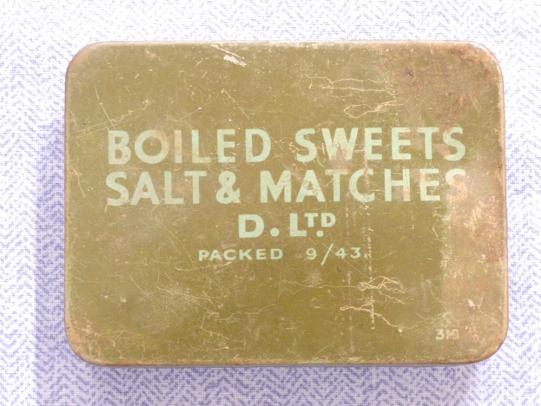 BOILED SWEETS
SALT & MATCHES
D. LTD
PACKED 9/43.